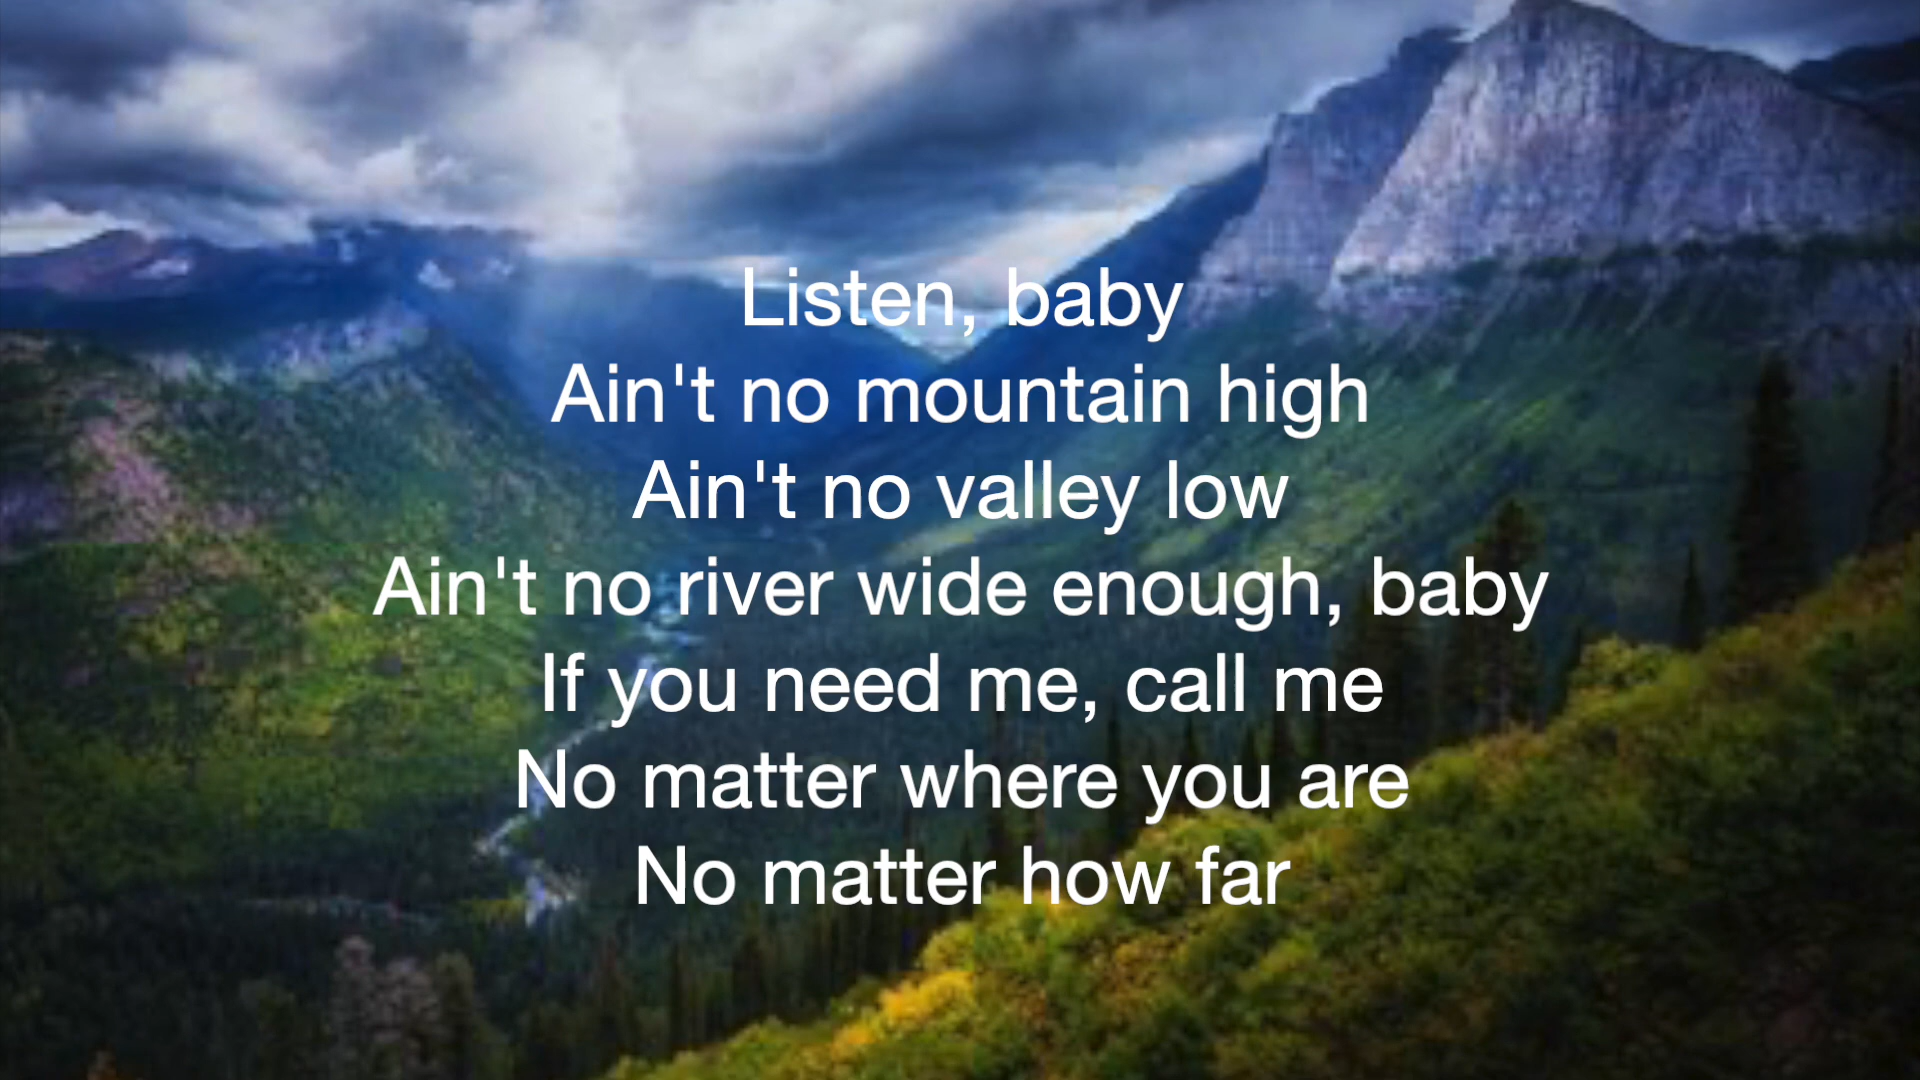 Listen, baby
Ain't no mountain high
Ain't no valley low
Ain't no river wide enough, baby
If you need me, call me
No matter where you are
No matter how far